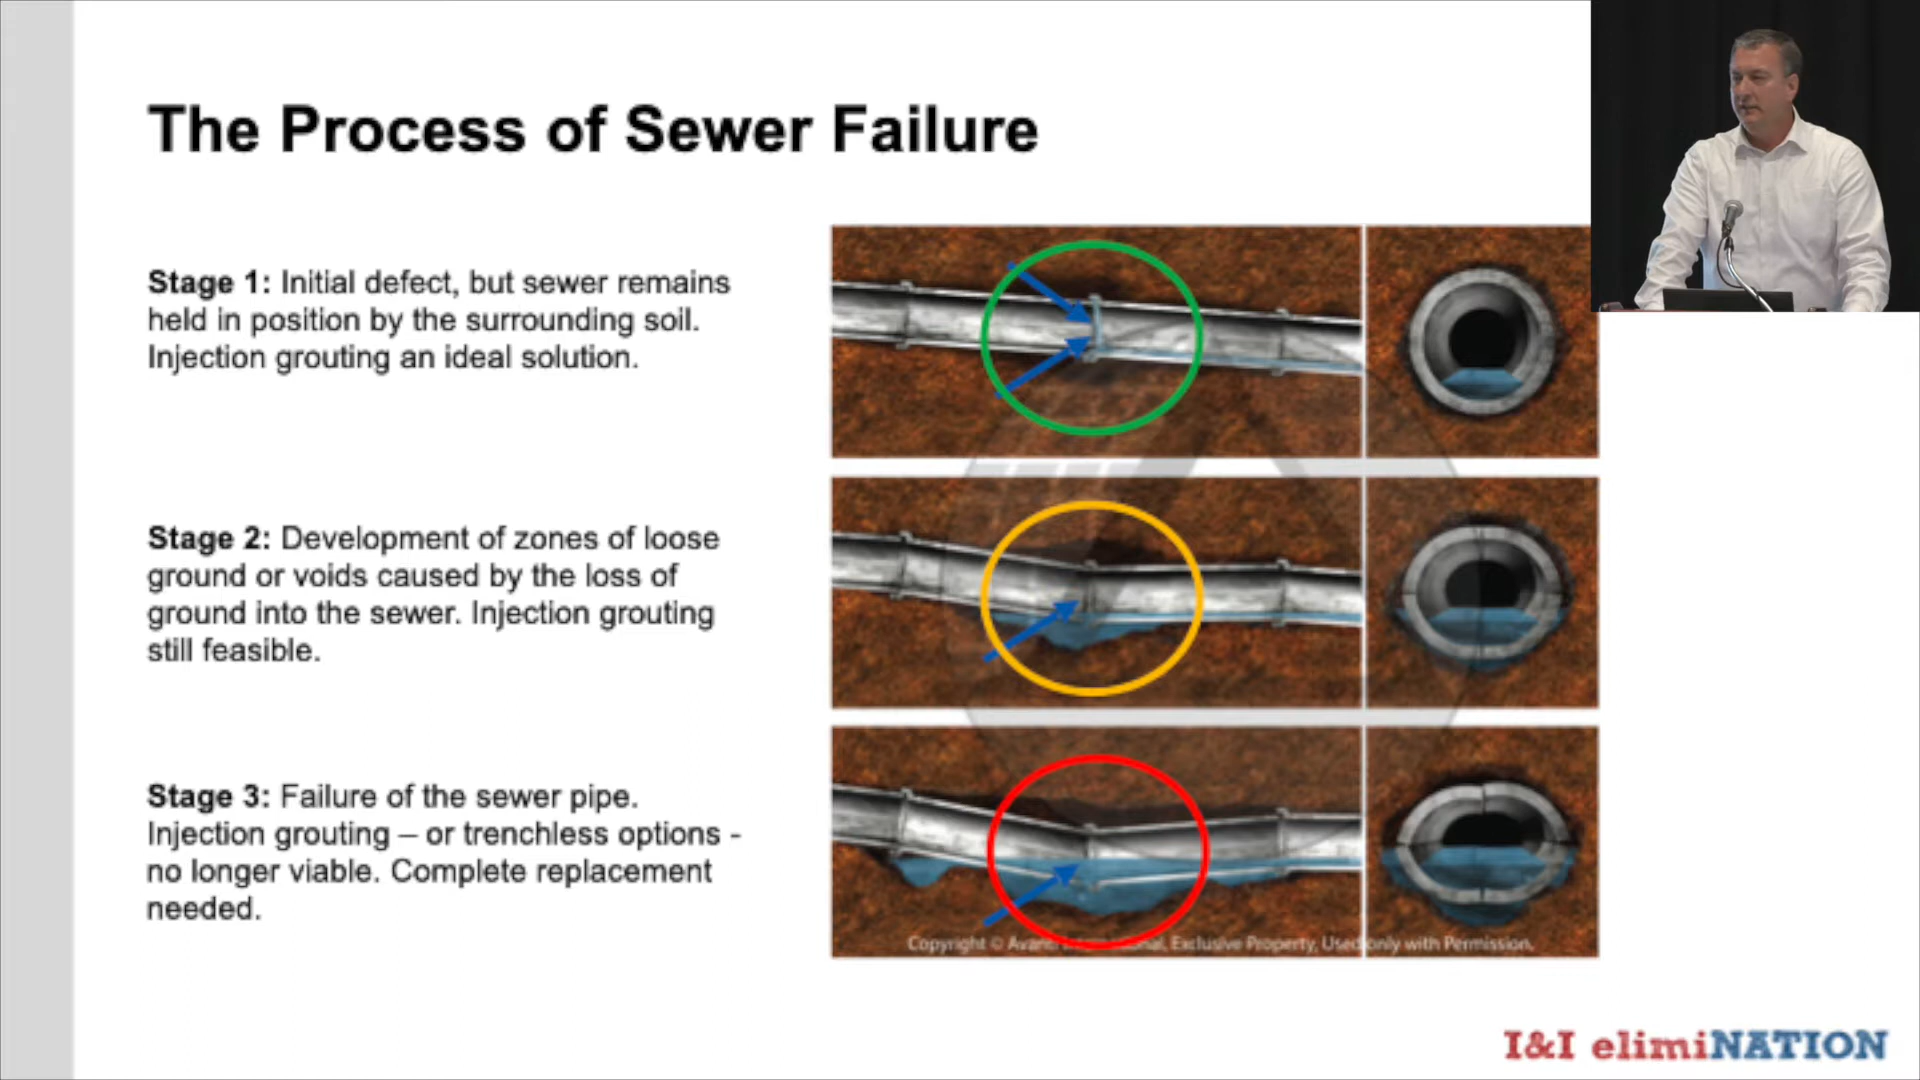 The Process of Sewer Failure
Stage 1: Initial defect, but sewer remains
held in position by the surrounding soil.
Injection grouting an ideal solution.
Stage 2: Development of zones of loose
ground or voids caused by the loss of
ground into the sewer. Injection grouting
still feasible.
Stage 3: Failure of the sewer pipe.
Injection grouting – or trenchless options -
no longer viable. Complete replacement
needed.
Copyright © Exclusive Property, Used only with Permission.
I&I elimiNATION